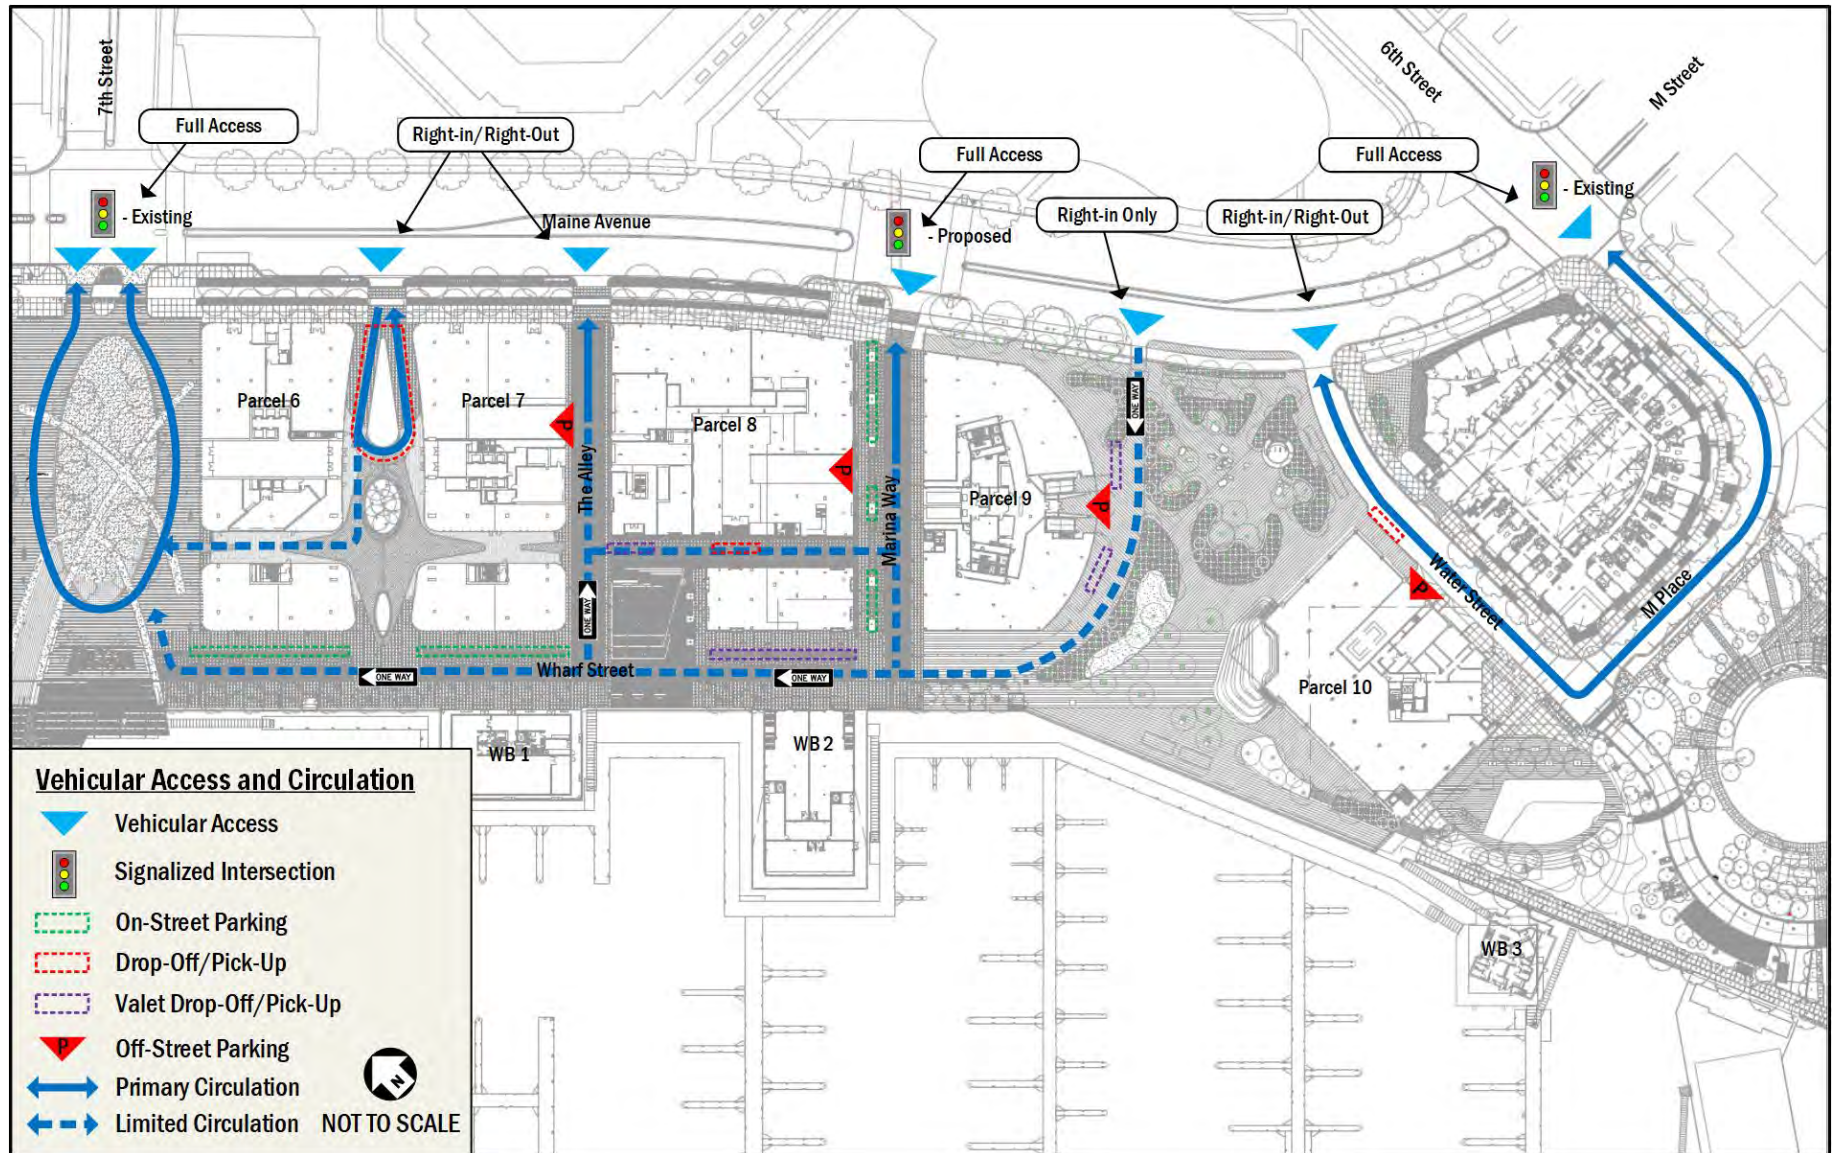 7th Street
6th Street
M Street
Full Access
Right-in/Right-Out
Full Access
Full Access
- Existing
- Existing
Right-in Only
Right-in/Right-Out
Maine Avenue
- Proposed
Parcel 6
Parcel 7
Parcel 8
ONE WAY
P
P
P
The Alley
Marina Way
Parcel 9
Water Street
P
M Place
ONE WAY
Wharf Street
ONE WAY
ONE WAY
Parcel 10
WB 1
WB 2
WB 3
Vehicular Access and Circulation
Vehicular Access
Signalized Intersection
On-Street Parking
Drop-Off/Pick-Up
Valet Drop-Off/Pick-Up
P
Off-Street Parking
Primary Circulation
Limited Circulation
N
NOT TO SCALE